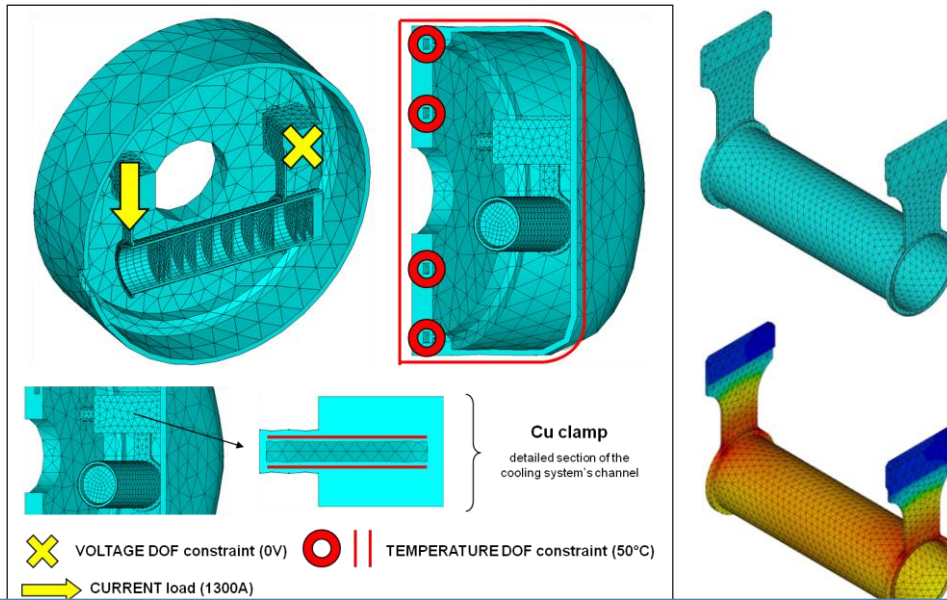 Cu clamp
detailed section of the
cooling system`s channel
VOLTAGE DOF constraint (0V)
TEMPERATURE DOF constraint (50°C)
CURRENT load (1300A)